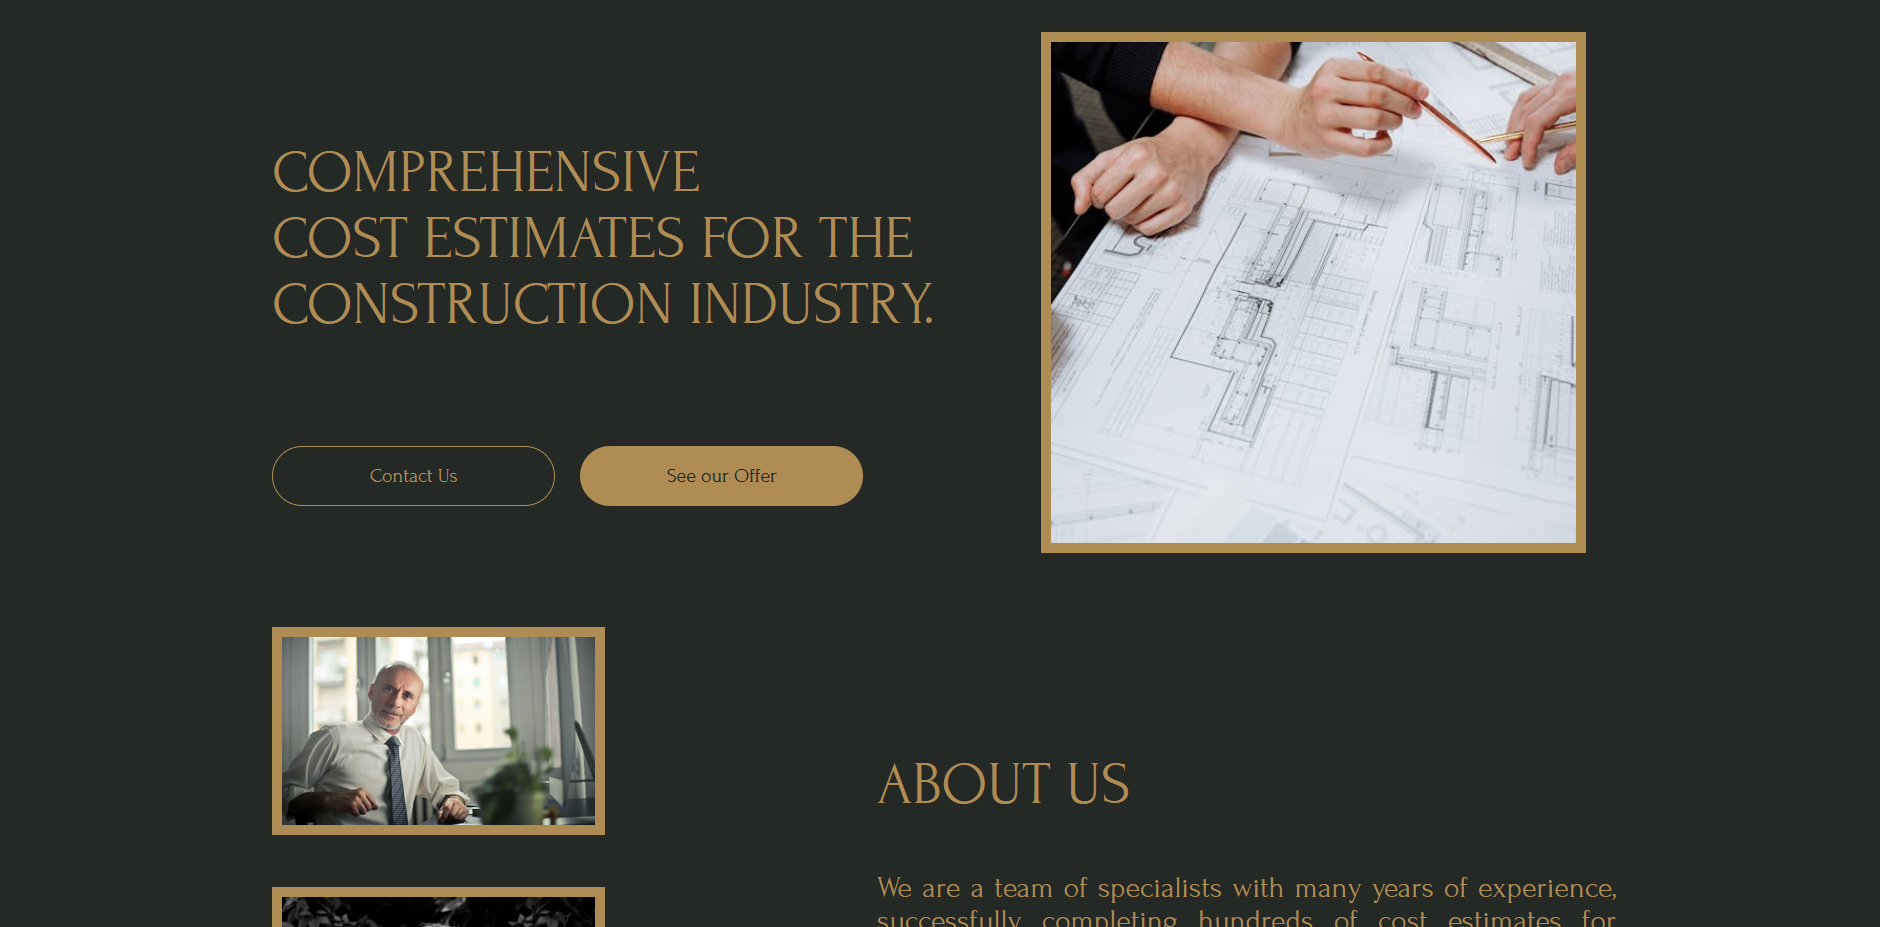 COMPREHENSIVE
COST ESTIMATES FOR THE
CONSTRUCTION INDUSTRY.
Contact Us
See our Offer
ABOUT US
We are a team of specialists with many years of experience,
successfully completing hundreds of cost estimates for